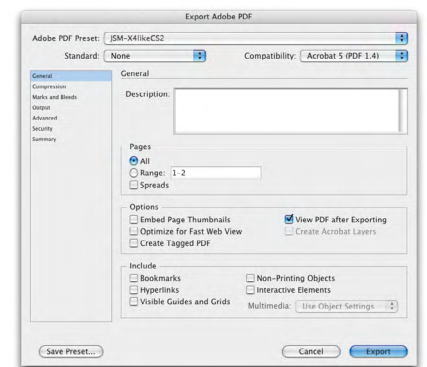 Export Adobe PDF
Adobe PDF Preset: JSM-X4likeCS2
Standard: None Compatibility: Acrobat 5 (PDF 1.4)
General
Compression
Marks and Bleeds
Output
Advanced
Security
Summary
General
Description:
Pages
All
Range: 1-2
Spreads
Options
Embed Page Thumbnails View PDF after Exporting
Optimize for Fast Web View Create Acrobat Layers
Create Tagged PDF
Include
Bookmarks Non-Printing Objects
Hyperlinks Interactive Elements
Visible Guides and Grids Multimedia: Use Object Settings
Save Preset... Cancel Export